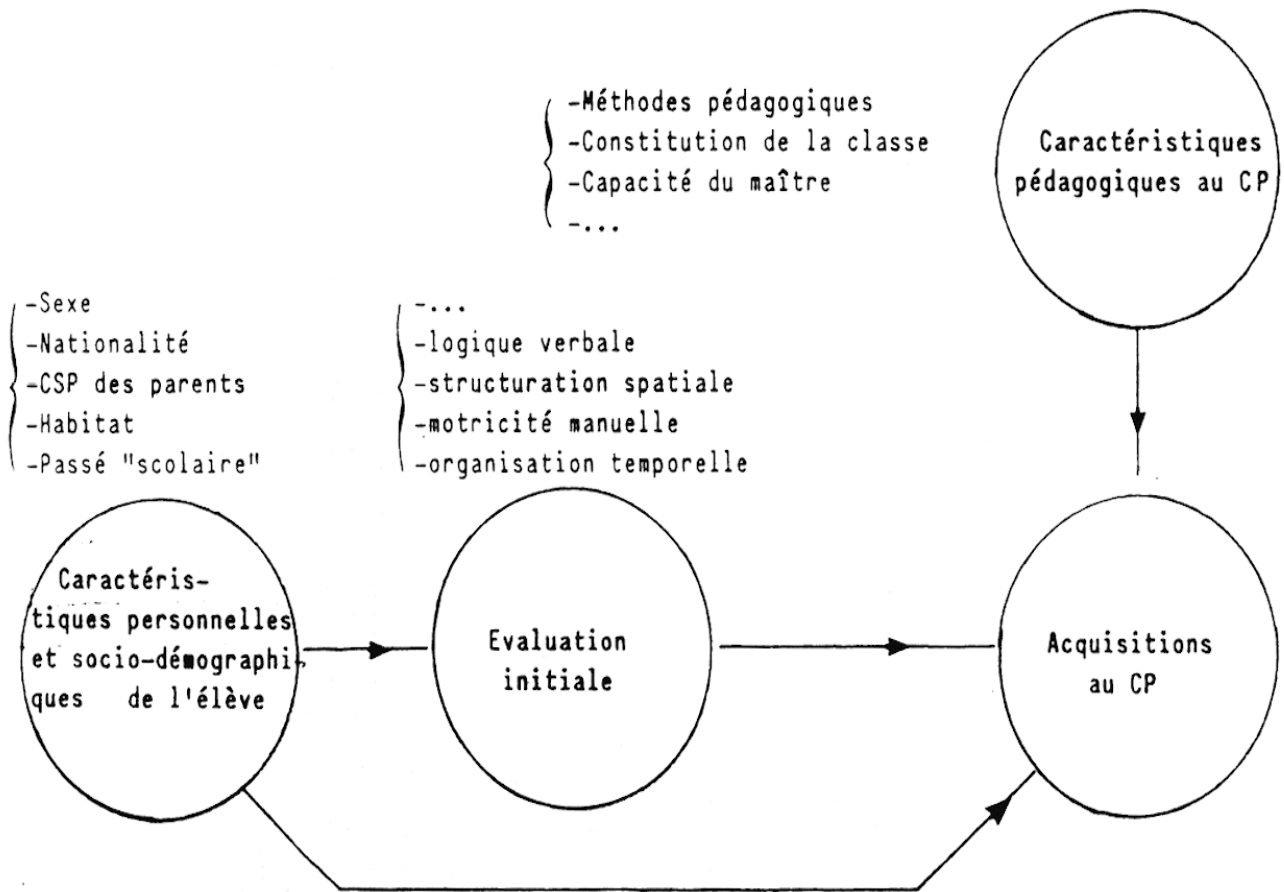 -Méthodes pédagogiques
-Constitution de la classe
-Capacité du maître
-...
Caractéristiques
pédagogiques au CP
-Sexe
-Nationalité
-CSP des parents
-Habitat
-Passé "scolaire"
-...
-logique verbale
-structuration spatiale
-motricité manuelle
-organisation temporelle
Caractéris-
tiques personnelles
et socio-démographi-
ques de l'élève
Evaluation
initiale
Acquisitions
au CP